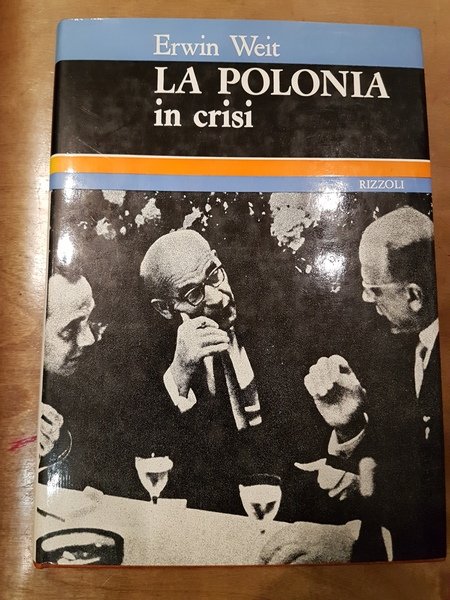 Erwin Weit
LA POLONIA
in crisi
RIZZOLI